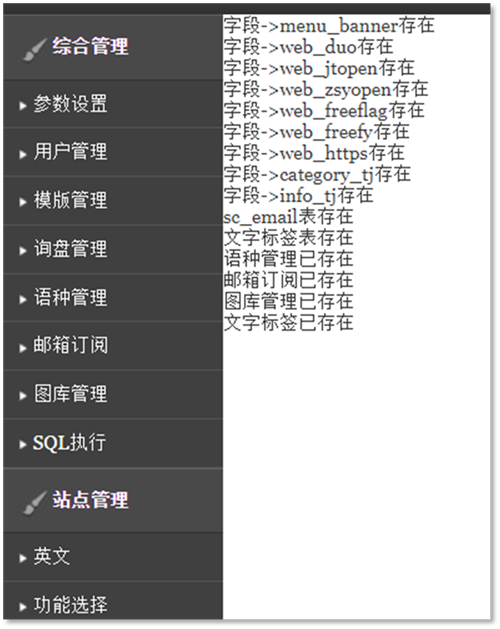 综合管理
参数设置
用户管理
模版管理
询盘管理
语种管理
邮箱订阅
图库管理
SQL执行
站点管理
英文
功能选择
字段->menu_banner存在
字段->web_duo存在
字段->web_jtopen存在
字段->web_zsyopen存在
字段->web_freeflag存在
字段->web_freefy存在
字段->web_https存在
字段->category_tj存在
字段->info_tj存在
sc_email表存在
文字标签表存在
语种管理已存在
邮箱订阅已存在
图库管理已存在
文字标签已存在